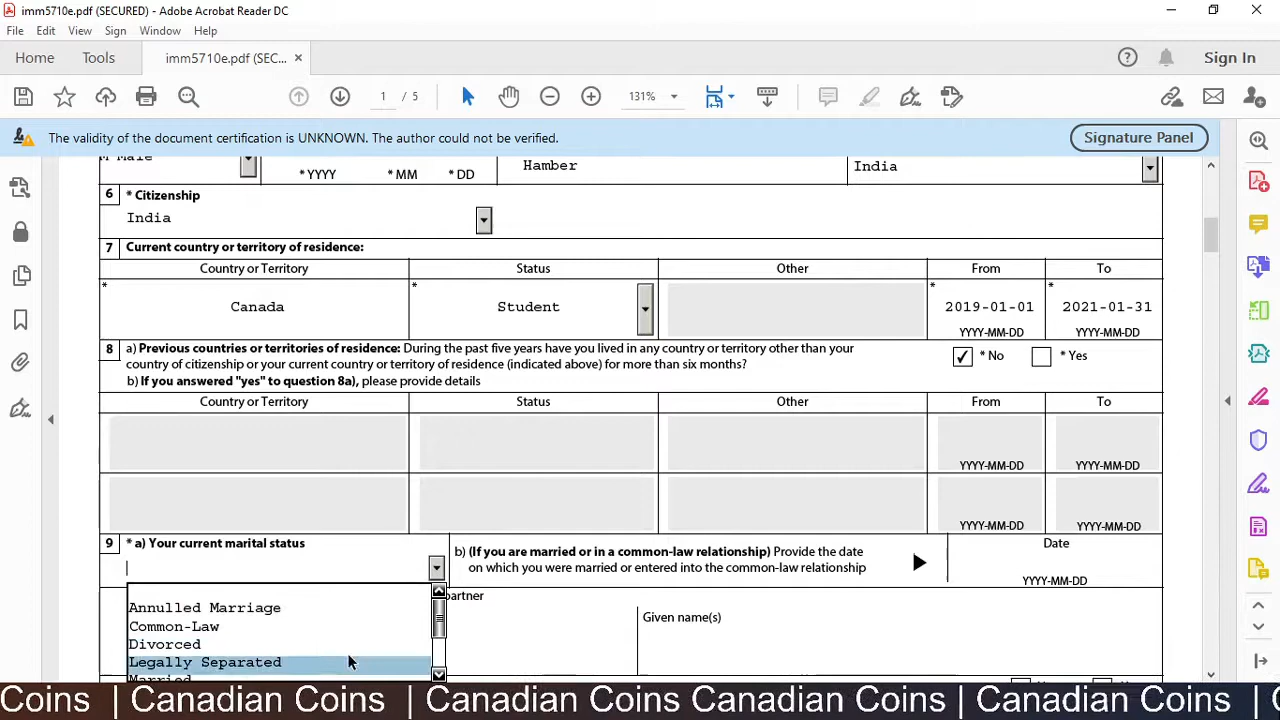 imm5710e.pdf (SECURED) - Adobe Acrobat Reader DC
File Edit View Sign Window Help
Home Tools imm5710e.pdf (SEC... × Sign In
1 / 5 131%
The validity of the document certification is UNKNOWN. The author could not be verified. Signature Panel
M Male * YYYY * MM * DD Hamber India
6 * Citizenship
India
7 Current country or territory of residence:
Country or Territory Status Other From To
* Canada * Student * 2019-01-01 * 2021-01-31
YYYY-MM-DD YYYY-MM-DD
8 a) Previous countries or territories of residence: During the past five years have you lived in any country or territory other than your
country of citizenship or your current country or territory of residence (indicated above) for more than six months?
* No * Yes
b) If you answered "yes" to question 8a), please provide details
Country or Territory Status Other From To
YYYY-MM-DD YYYY-MM-DD
YYYY-MM-DD YYYY-MM-DD
9 * a) Your current marital status
b) (If you are married or in a common-law relationship) Provide the date
on which you were married or entered into the common-law relationship
Date
YYYY-MM-DD
partner
Annulled Marriage
Common-Law
Divorced
Legally Separated
Married
Given name(s)
Coins | Canadian Coins | Canadian Coins Canadian Coins | Canadian Coins |